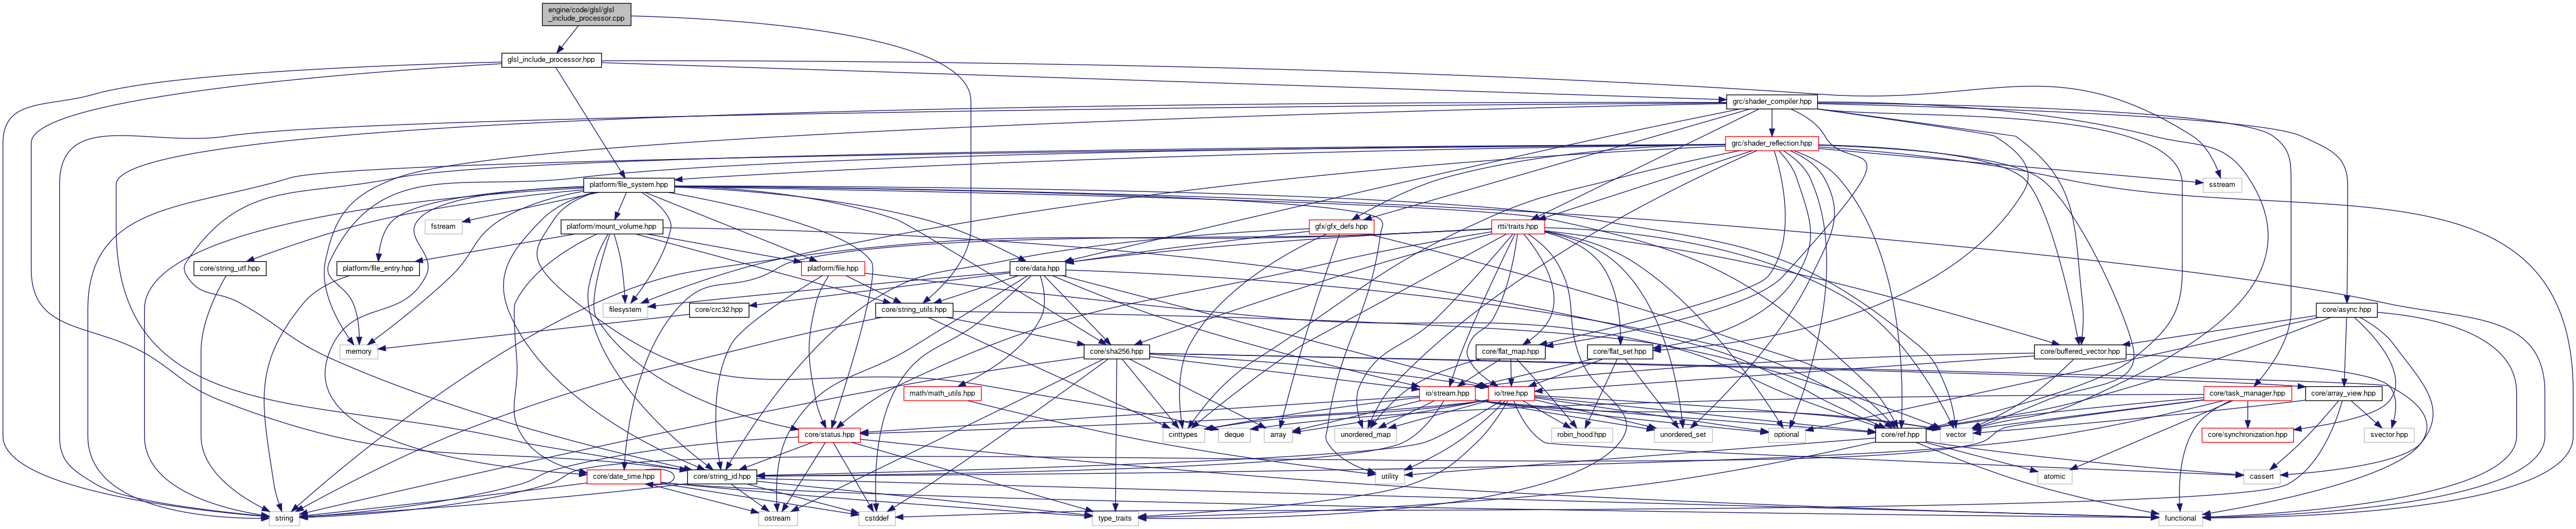 engine/code/glsl/glsl
_include_processor.cpp
glsl_include_processor.hpp
grc/shader_compiler.hpp
grc/shader_reflection.hpp
platform/file_system.hpp
sstream
fstream
platform/mount_volume.hpp
gfx/gfx_defs.hpp
rtti/traits.hpp
core/string_utf.hpp
platform/file_entry.hpp
platform/file.hpp
core/data.hpp
filesystem
core/crc32.hpp
core/string_utils.hpp
core/async.hpp
memory
core/sha256.hpp
core/flat_map.hpp
core/flat_set.hpp
core/buffered_vector.hpp
math/math_utils.hpp
io/stream.hpp
io/tree.hpp
core/task_manager.hpp
core/array_view.hpp
core/status.hpp
cinttypes
deque
array
unordered_map
robin_hood.hpp
unordered_set
optional
core/ref.hpp
vector
core/synchronization.hpp
svector.hpp
core/date_time.hpp
core/string_id.hpp
utility
atomic
cassert
string
ostream
cstddef
type_traits
functional